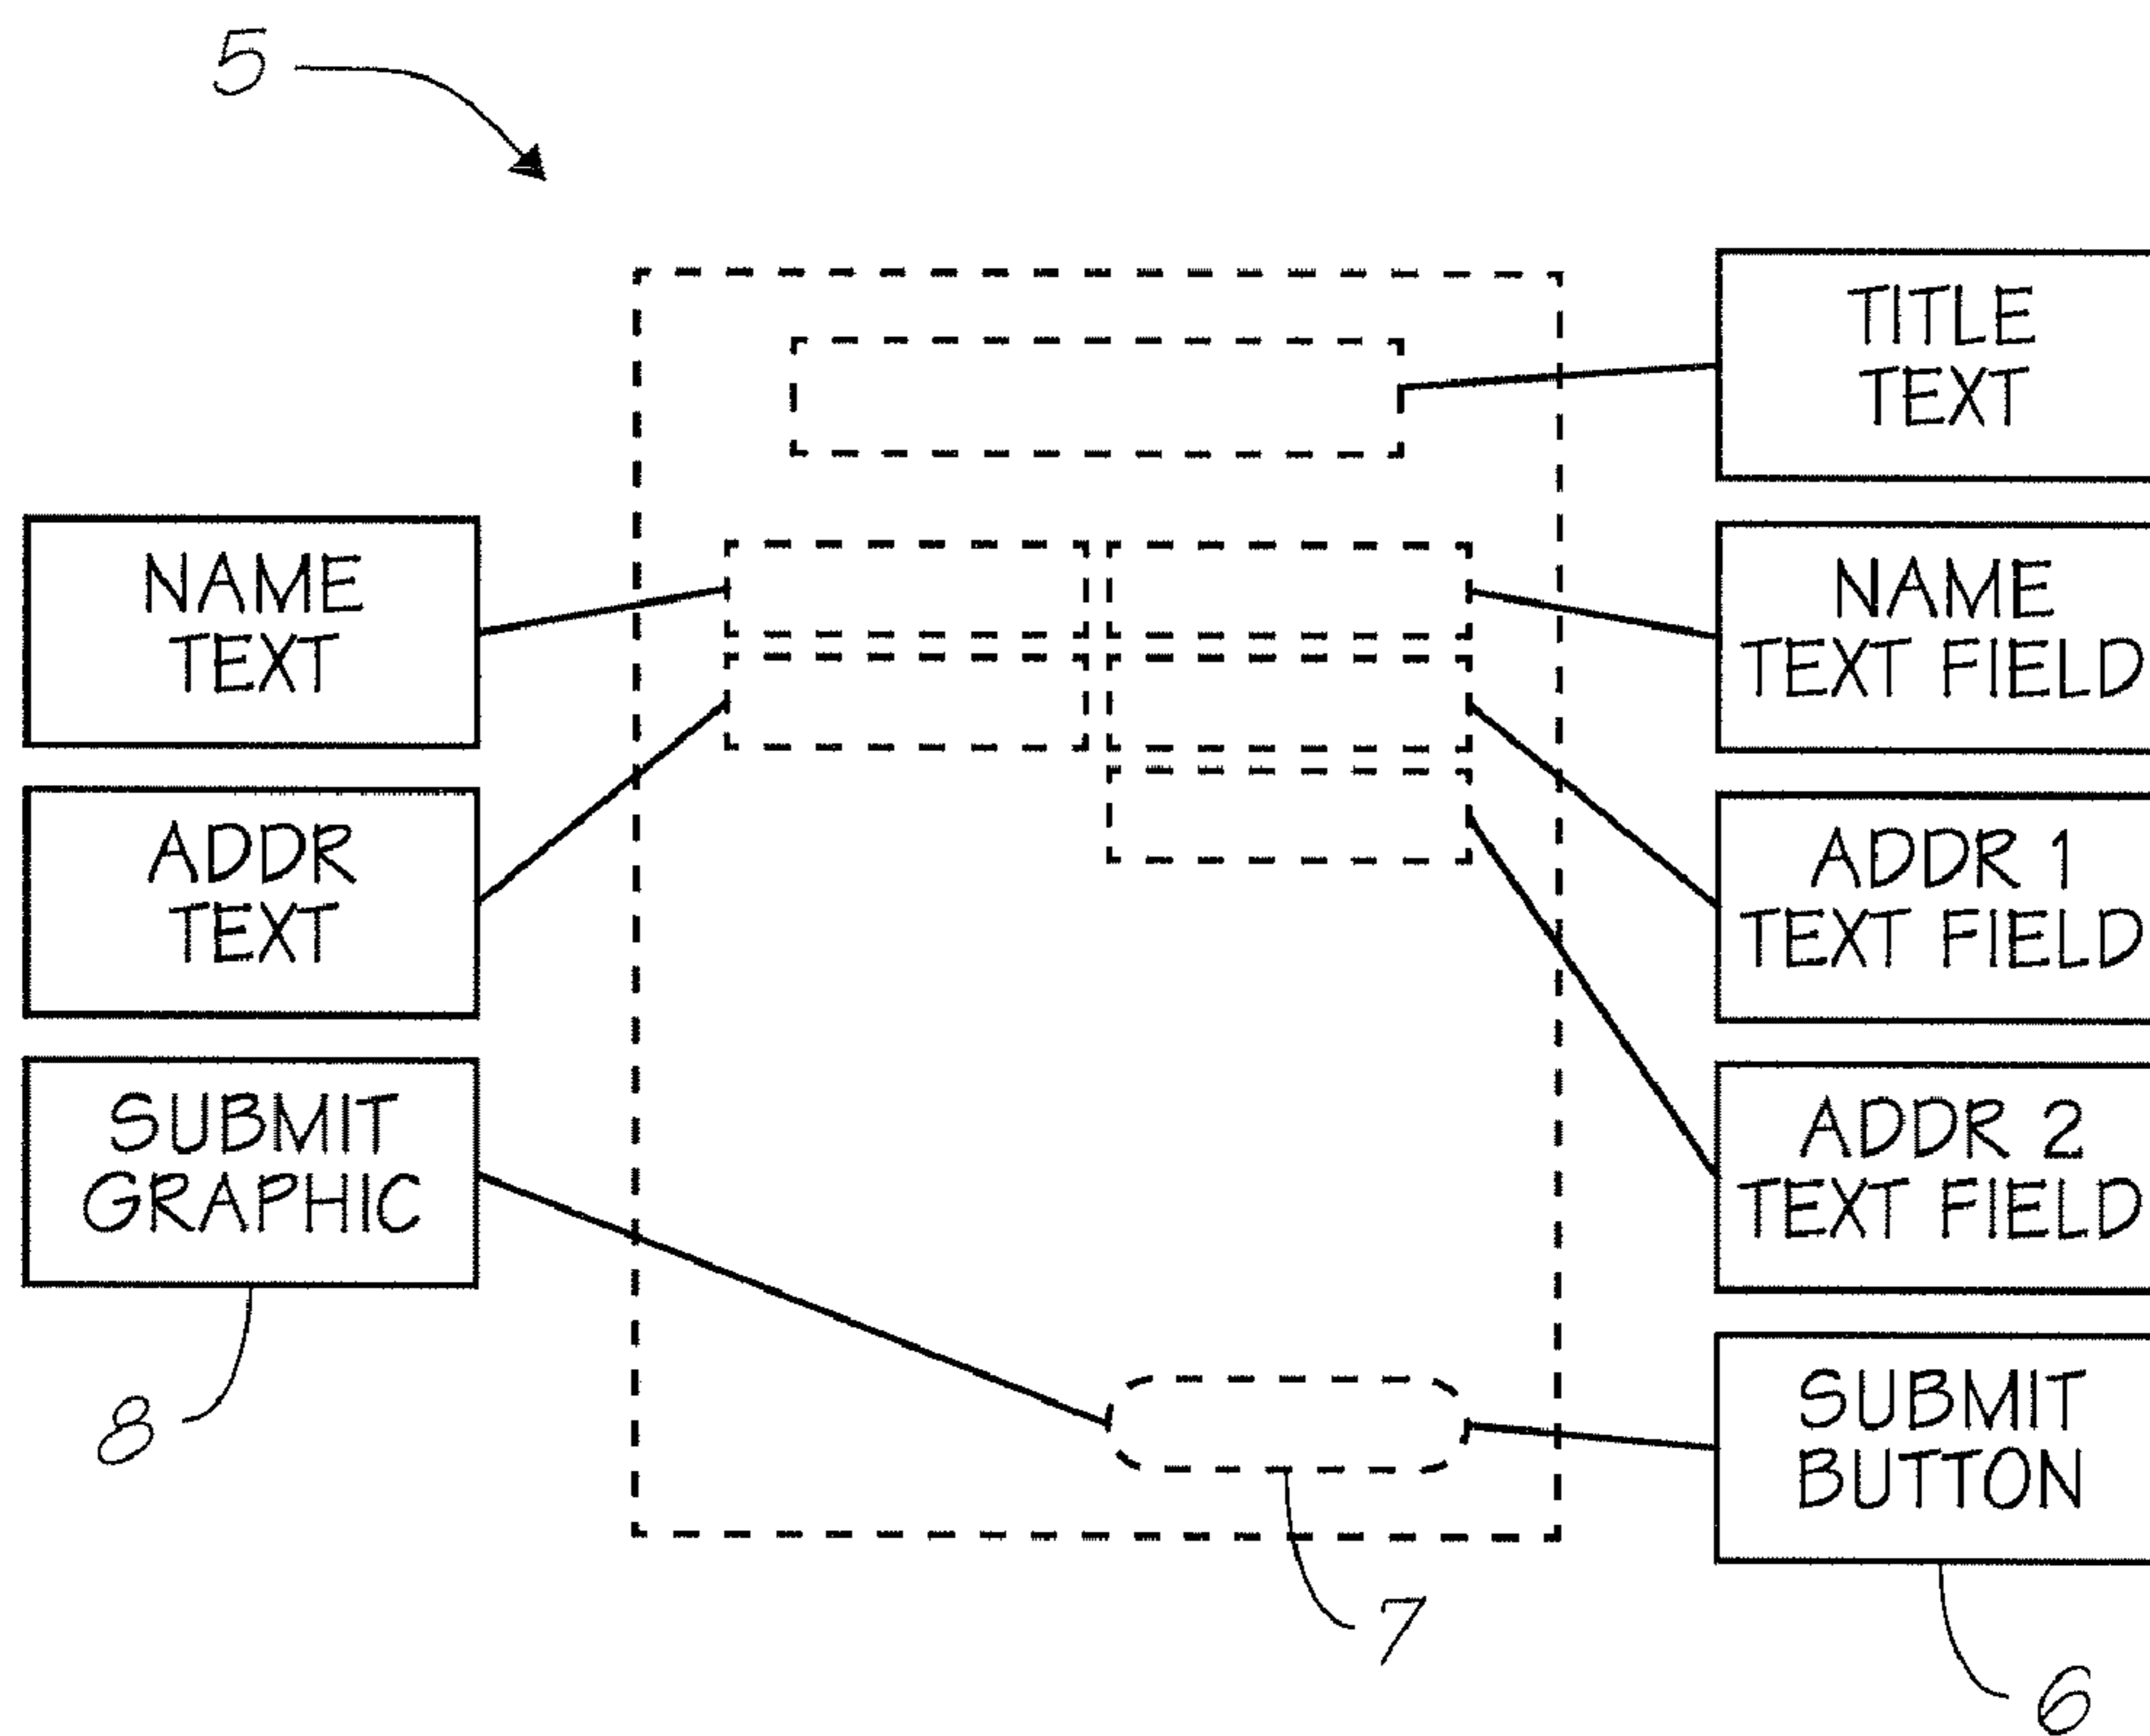 5
TITLE
TEXT
NAME
TEXT
NAME
TEXT FIELD
ADDR
TEXT
ADDR 1
TEXT FIELD
SUBMIT
GRAPHIC
ADDR 2
TEXT FIELD
SUBMIT
BUTTON
8
7
6